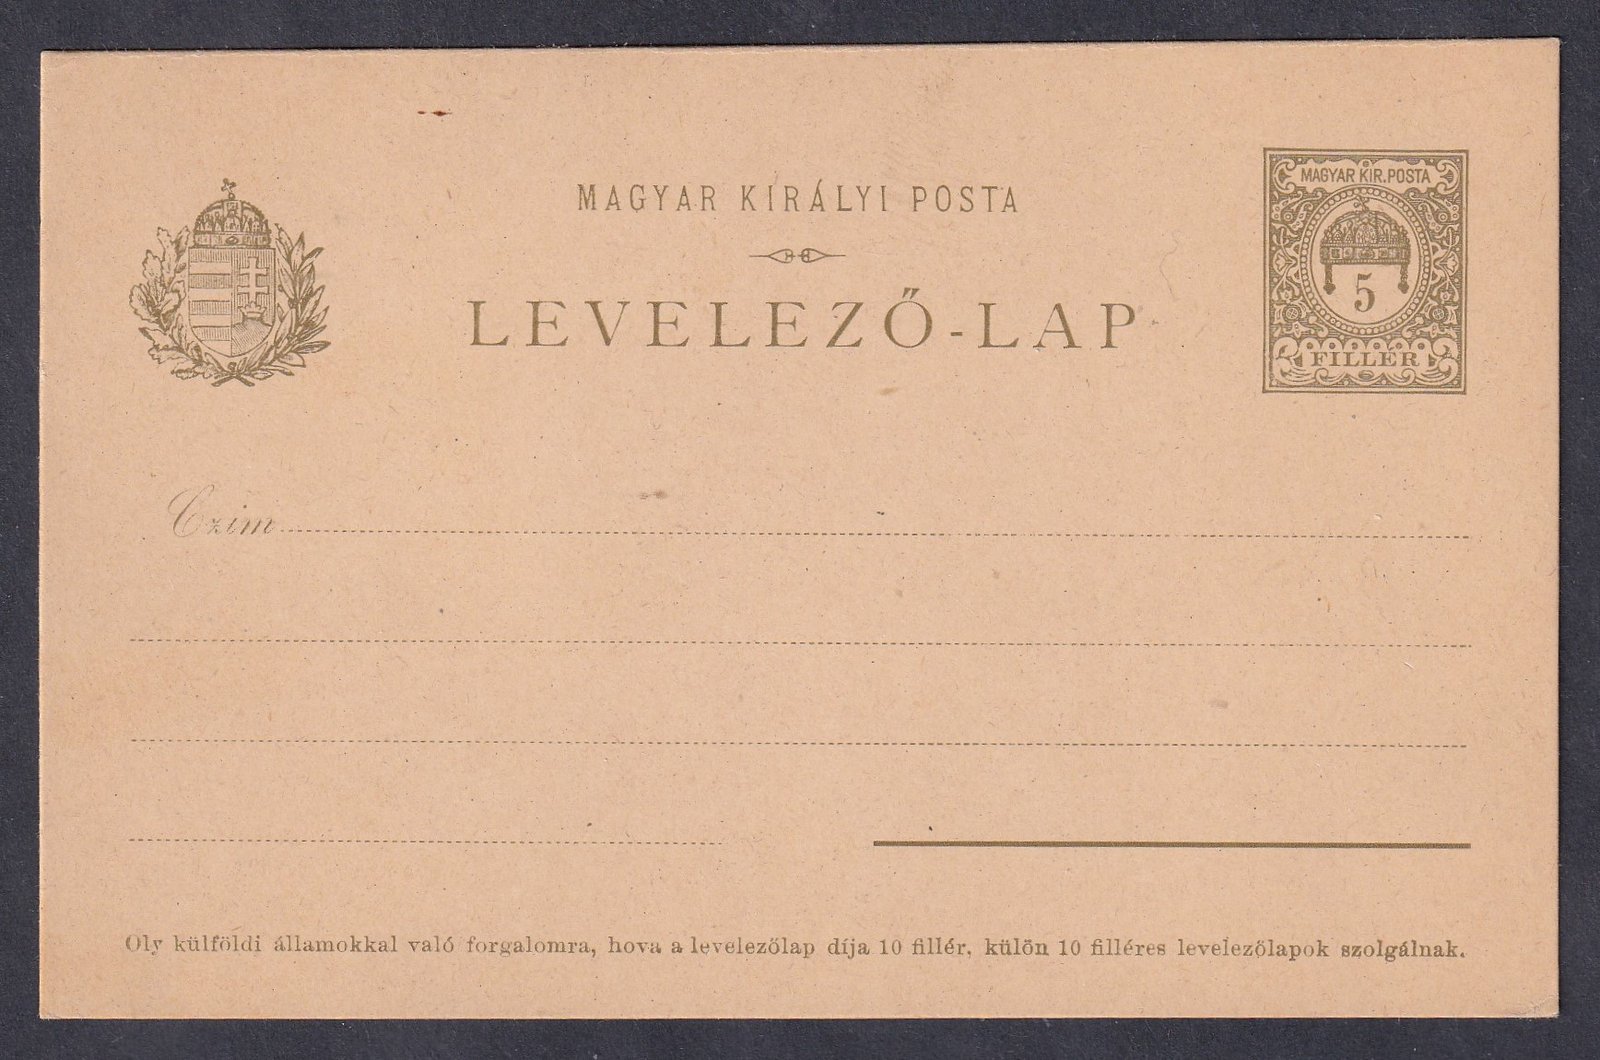 MAGYAR KIRÁLYI POSTA
LEVELEZŐ-LAP
MAGYAR KIR. POSTA
5
FILLÉR
Czim
Oly külföldi államokkal való forgalomra, hova a levelezőlap díja 10 fillér, külön 10 filléres levelezőlapok szolgálnak.